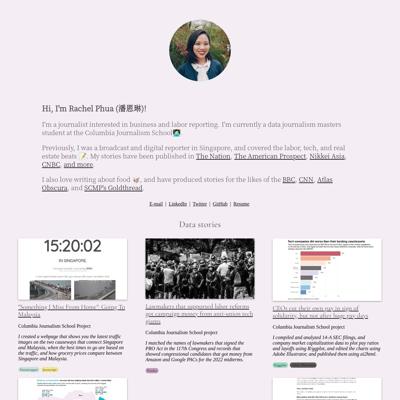 Hi, I'm Rachel Phua (潘恩琳)!
I'm a journalist interested in business and labor reporting. I'm currently a data journalism masters
student at the Columbia Journalism School
Previously, I was a broadcast and digital reporter in Singapore, and covered the labor, tech, and real
estate beats. My stories have been published in The Nation, The American Prospect, Nikkei Asia,
CNBC, and more.
I also love writing about food, and have produced stories for the likes of the BBC, CNN, Atlas
Obscura, and SCMP's Goldthread.
E-mail | LinkedIn | Twitter | GitHub | Resume
Data stories
15:20:02
IN SINGAPORE
"Something I Miss From Home": Going To
Malaysia
Columbia Journalism School Project
I created a webpage that shows you the latest traffic
images on the two causeways that connect Singapore
and Malaysia, when the best times to go are based on
the traffic, and how grocery prices compare between
Singapore and Malaysia.
Lawmakers that supported labor reforms
got campaign money from anti-union tech
giants
Columbia Journalism School project
I matched the names of lawmakers that signed the
PRO Act in the 117th Congress and records that
showed congressional candidates that got money from
Amazon and Google PACs for the 2022 midterms.
CEOs cut their own pay in sign of
solidarity, but not after huge pay days
Columbia Journalism School project
I compiled and analyzed 14-A SEC filings, and
company market capitalization data to plot pay ratios
and layoffs using R/ggplot, and edited the charts using
Adobe Illustrator, and published them using ai2html.